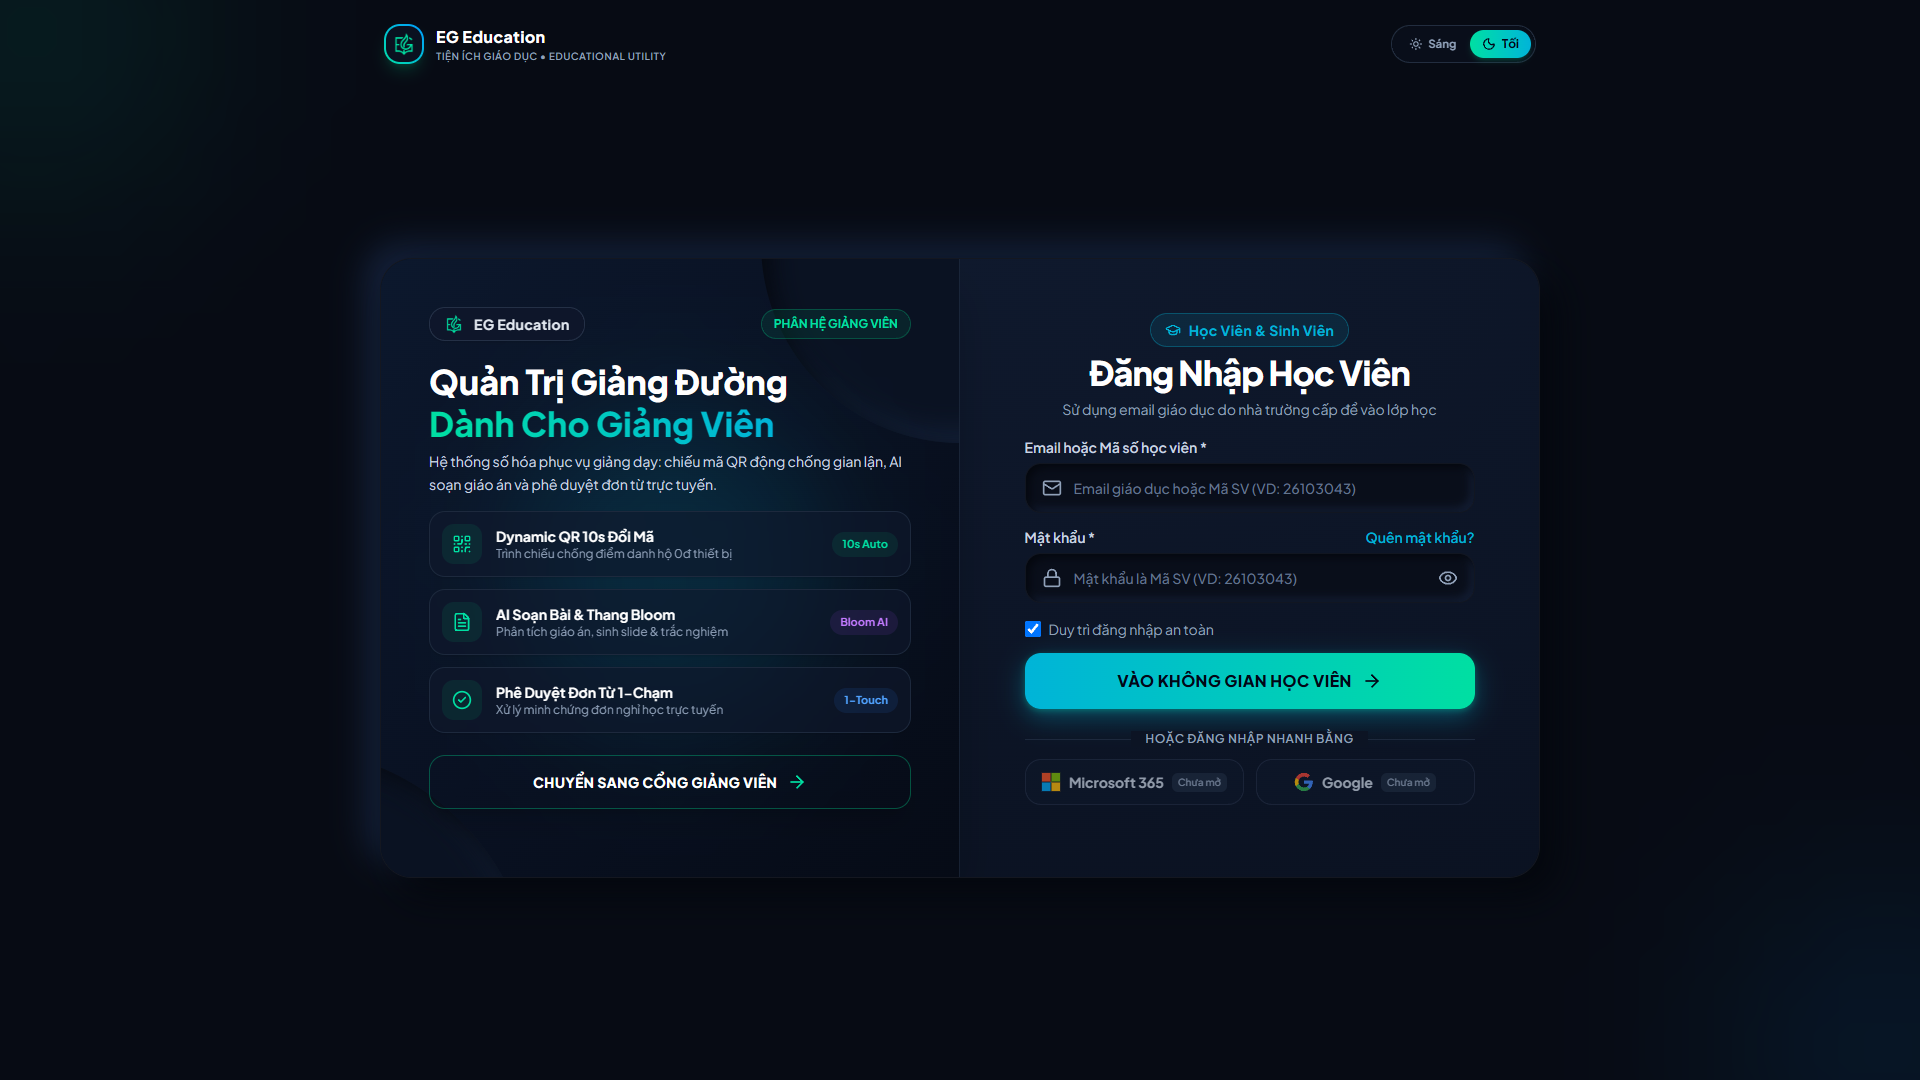 EG Education
TIỆN ÍCH GIÁO DỤC • EDUCATIONAL UTILITY
Sáng
Tối
EG Education
PHÂN HỆ GIẢNG VIÊN
Quản Trị Giảng Đường
Dành Cho Giảng Viên
Hệ thống số hóa phục vụ giảng dạy: chiếu mã QR động chống gian lận, AI
soạn giáo án và phê duyệt đơn từ trực tuyến.
Dynamic QR 10s Đổi Mã
Trình chiếu chống điểm danh hộ 0đ thiết bị
10s Auto
AI Soạn Bài & Thang Bloom
Phân tích giáo án, sinh slide & trắc nghiệm
Bloom AI
Phê Duyệt Đơn Từ 1-Chạm
Xử lý minh chứng đơn nghỉ học trực tuyến
1-Touch
CHUYỂN SANG CỔNG GIẢNG VIÊN
Học Viên & Sinh Viên
Đăng Nhập Học Viên
Sử dụng email giáo dục do nhà trường cấp để vào lớp học
Email hoặc Mã số học viên *
Email giáo dục hoặc Mã SV (VD: 26103043)
Mật khẩu *
Quên mật khẩu?
Mật khẩu là Mã SV (VD: 26103043)
Duy trì đăng nhập an toàn
VÀO KHÔNG GIAN HỌC VIÊN
HOẶC ĐĂNG NHẬP NHANH BẰNG
Microsoft 365
Chưa mở
Google
Chưa mở